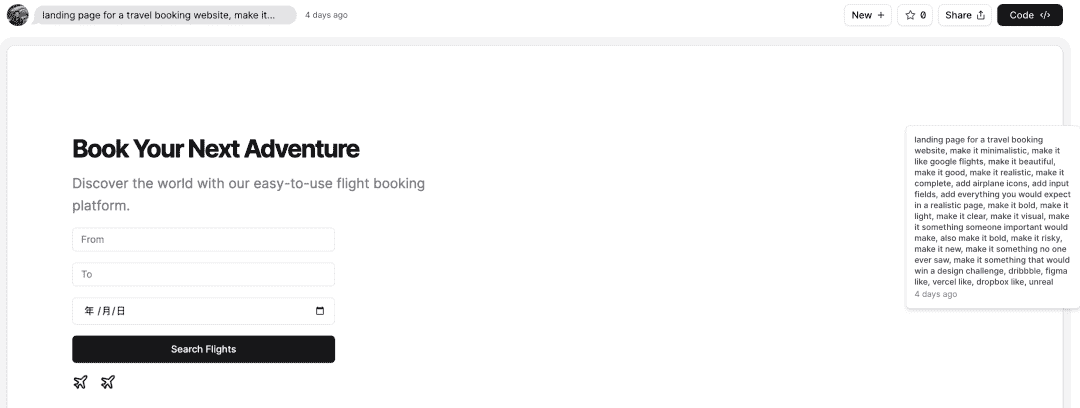 landing page for a travel booking website, make it...
4 days ago
New
0
Share
Code
Book Your Next Adventure
Discover the world with our easy-to-use flight booking
platform.
From
To
年 /月/日
Search Flights
landing page for a travel booking
website, make it minimalistic, make it
like google flights, make it beautiful,
make it good, make it realistic, make it
complete, add airplane icons, add input
fields, add everything you would expect
in a realistic page, make it bold, make it
light, make it clear, make it visual, make
it something someone important would
make, also make it bold, make it risky,
make it new, make it something no one
ever saw, make it something that would
win a design challenge, dribbble, figma
like, vercel like, dropbox like, unreal
4 days ago